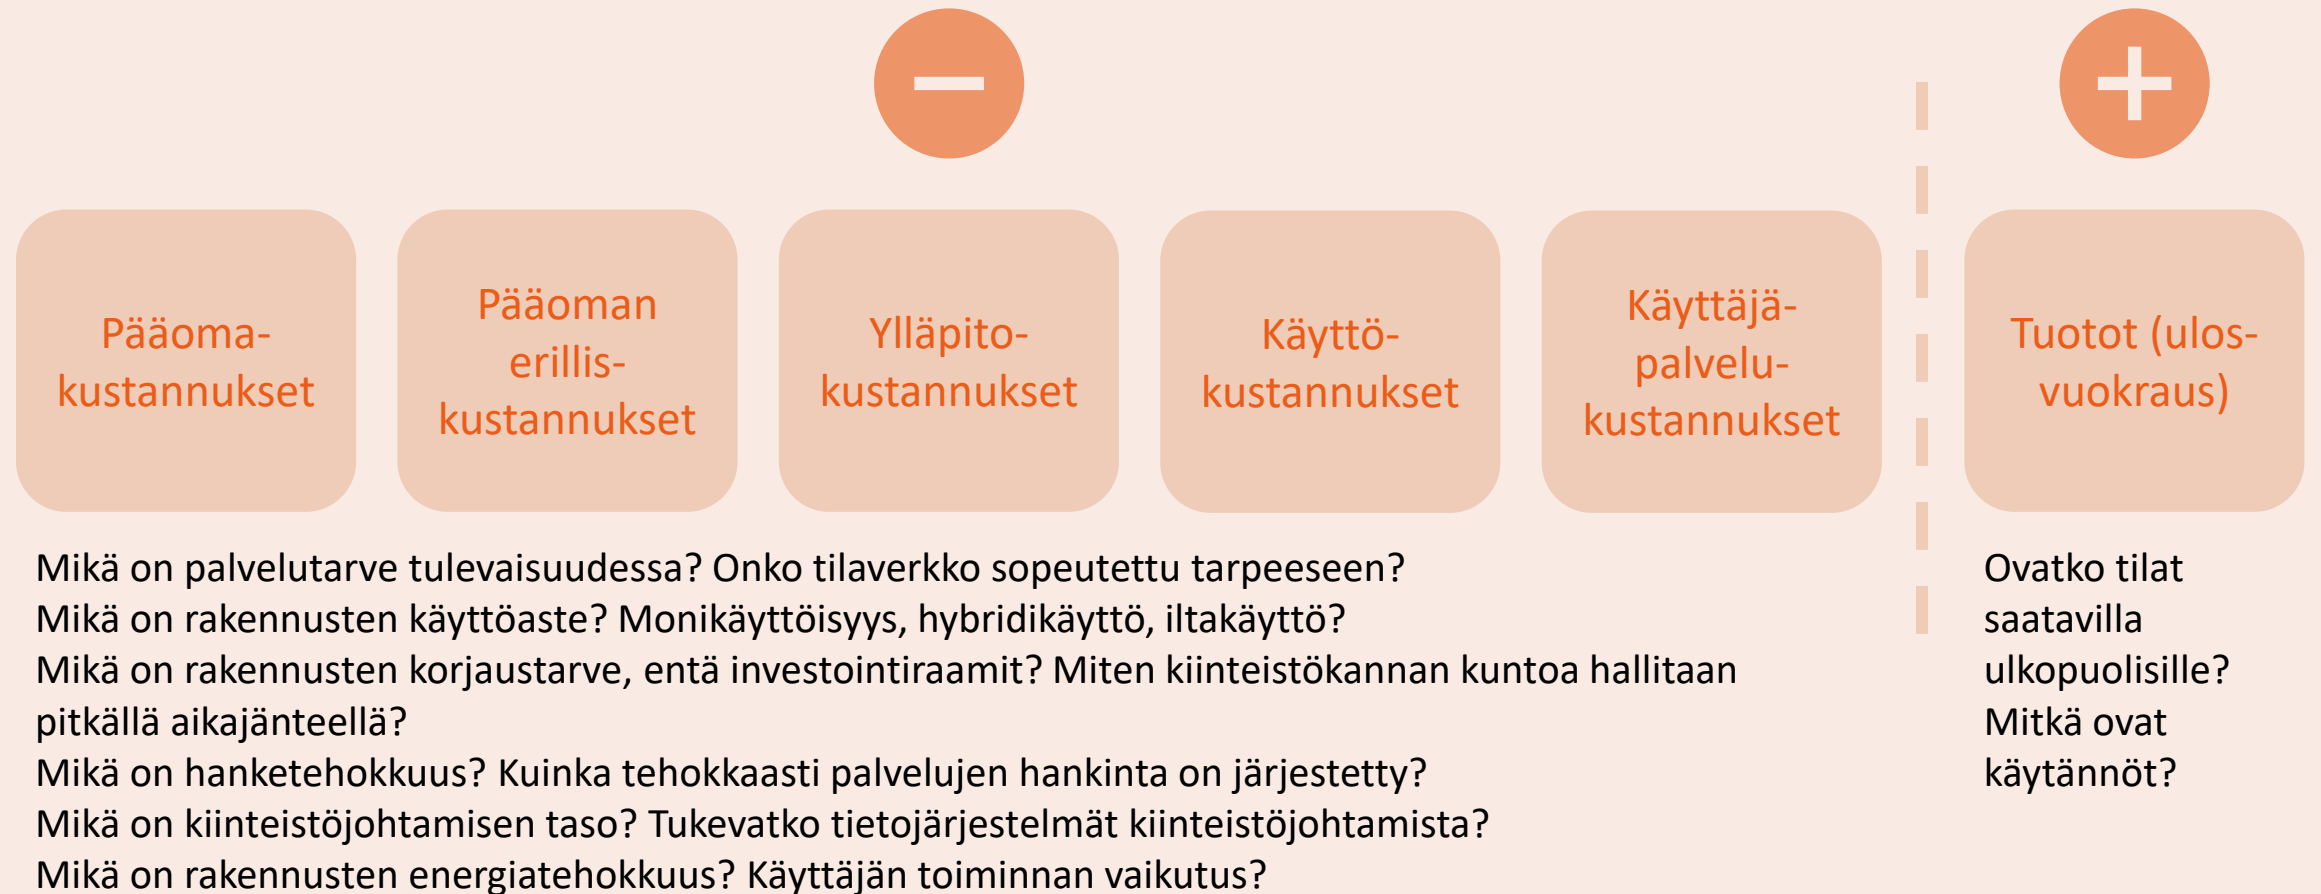 −
+
Pääoma-
kustannukset
Pääoman
erillis-
kustannukset
Ylläpito-
kustannukset
Käyttö-
kustannukset
Käyttäjä-
palvelu-
kustannukset
Tuotot (ulos-
vuokraus)
Mikä on palvelutarve tulevaisuudessa? Onko tilaverkko sopeutettu tarpeeseen?
Mikä on rakennusten käyttöaste? Monikäyttöisyys, hybridikäyttö, iltakäyttö?
Mikä on rakennusten korjaustarve, entä investointiraamit? Miten kiinteistökannan kuntoa hallitaan
pitkällä aikajänteellä?
Mikä on hanketehokkuus? Kuinka tehokkaasti palvelujen hankinta on järjestetty?
Mikä on kiinteistöjohtamisen taso? Tukevatko tietojärjestelmät kiinteistöjohtamista?
Mikä on rakennusten energiatehokkuus? Käyttäjän toiminnan vaikutus?
Ovatko tilat
saatavilla
ulkopuolisille?
Mitkä ovat
käytännöt?